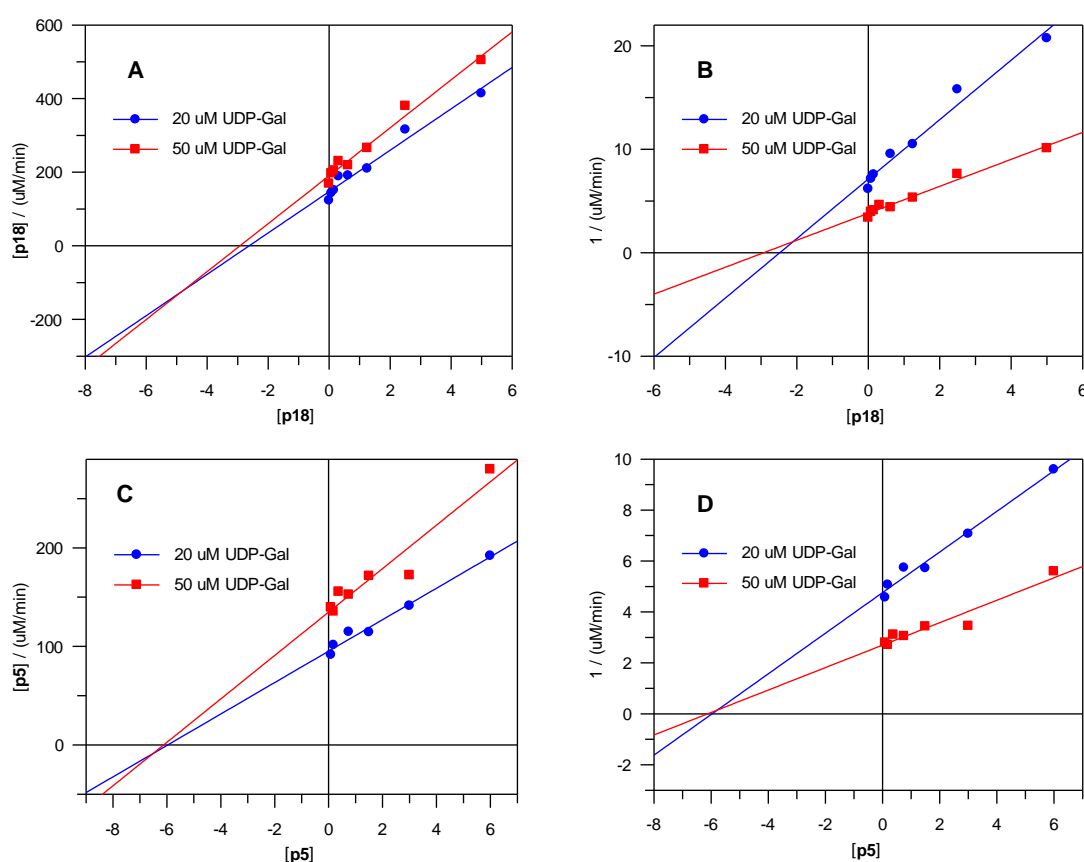 600
400
200
0
-200
-8 -6 -4 -2 0 2 4 6
[p18]
[p18] / (uM/min)
A
20 uM UDP-Gal
50 uM UDP-Gal
20
10
0
-10
-6 -4 -2 0 2 4 6
[p18]
1 / (uM/min)
B
20 uM UDP-Gal
50 uM UDP-Gal
200
100
0
-8 -6 -4 -2 0 2 4 6
[p5]
[p5] / (uM/min)
C
20 uM UDP-Gal
50 uM UDP-Gal
10
8
6
4
2
0
-2
-8 -6 -4 -2 0 2 4 6
[p5]
1 / (uM/min)
D
20 uM UDP-Gal
50 uM UDP-Gal